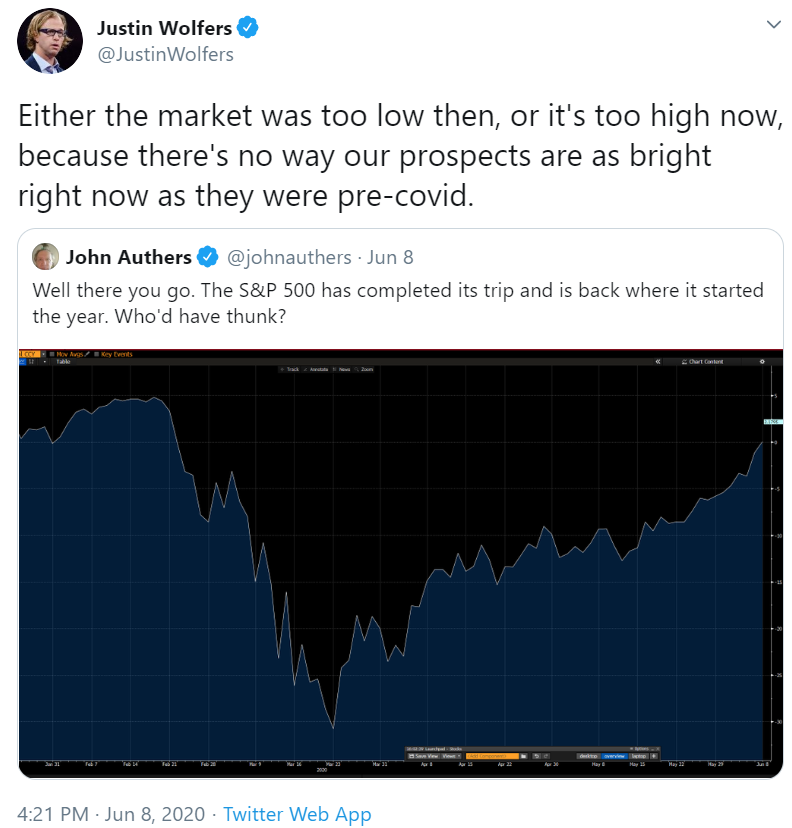 Justin Wolfers
@JustinWolfers
Either the market was too low then, or it's too high now,
because there's no way our prospects are as bright
right now as they were pre-covid.
John Authers @johnauthers · Jun 8
Well there you go. The S&P 500 has completed its trip and is back where it started
the year. Who'd have thunk?
Mov Avgs Key Events
Table
Chart Content
Track Annotate News Zoom
5
0
-5
-10
-15
-20
-25
-30
Save View Views
desktop overview laptop
Jan 31 Feb 7 Feb 14 Feb 21 Feb 28 Mar 9 Mar 16 Mar 23 Mar 31 Apr 8 Apr 15 Apr 22 Apr 30 May 8 May 15 May 22 May 29 Jun 8
2020
4:21 PM · Jun 8, 2020 · Twitter Web App